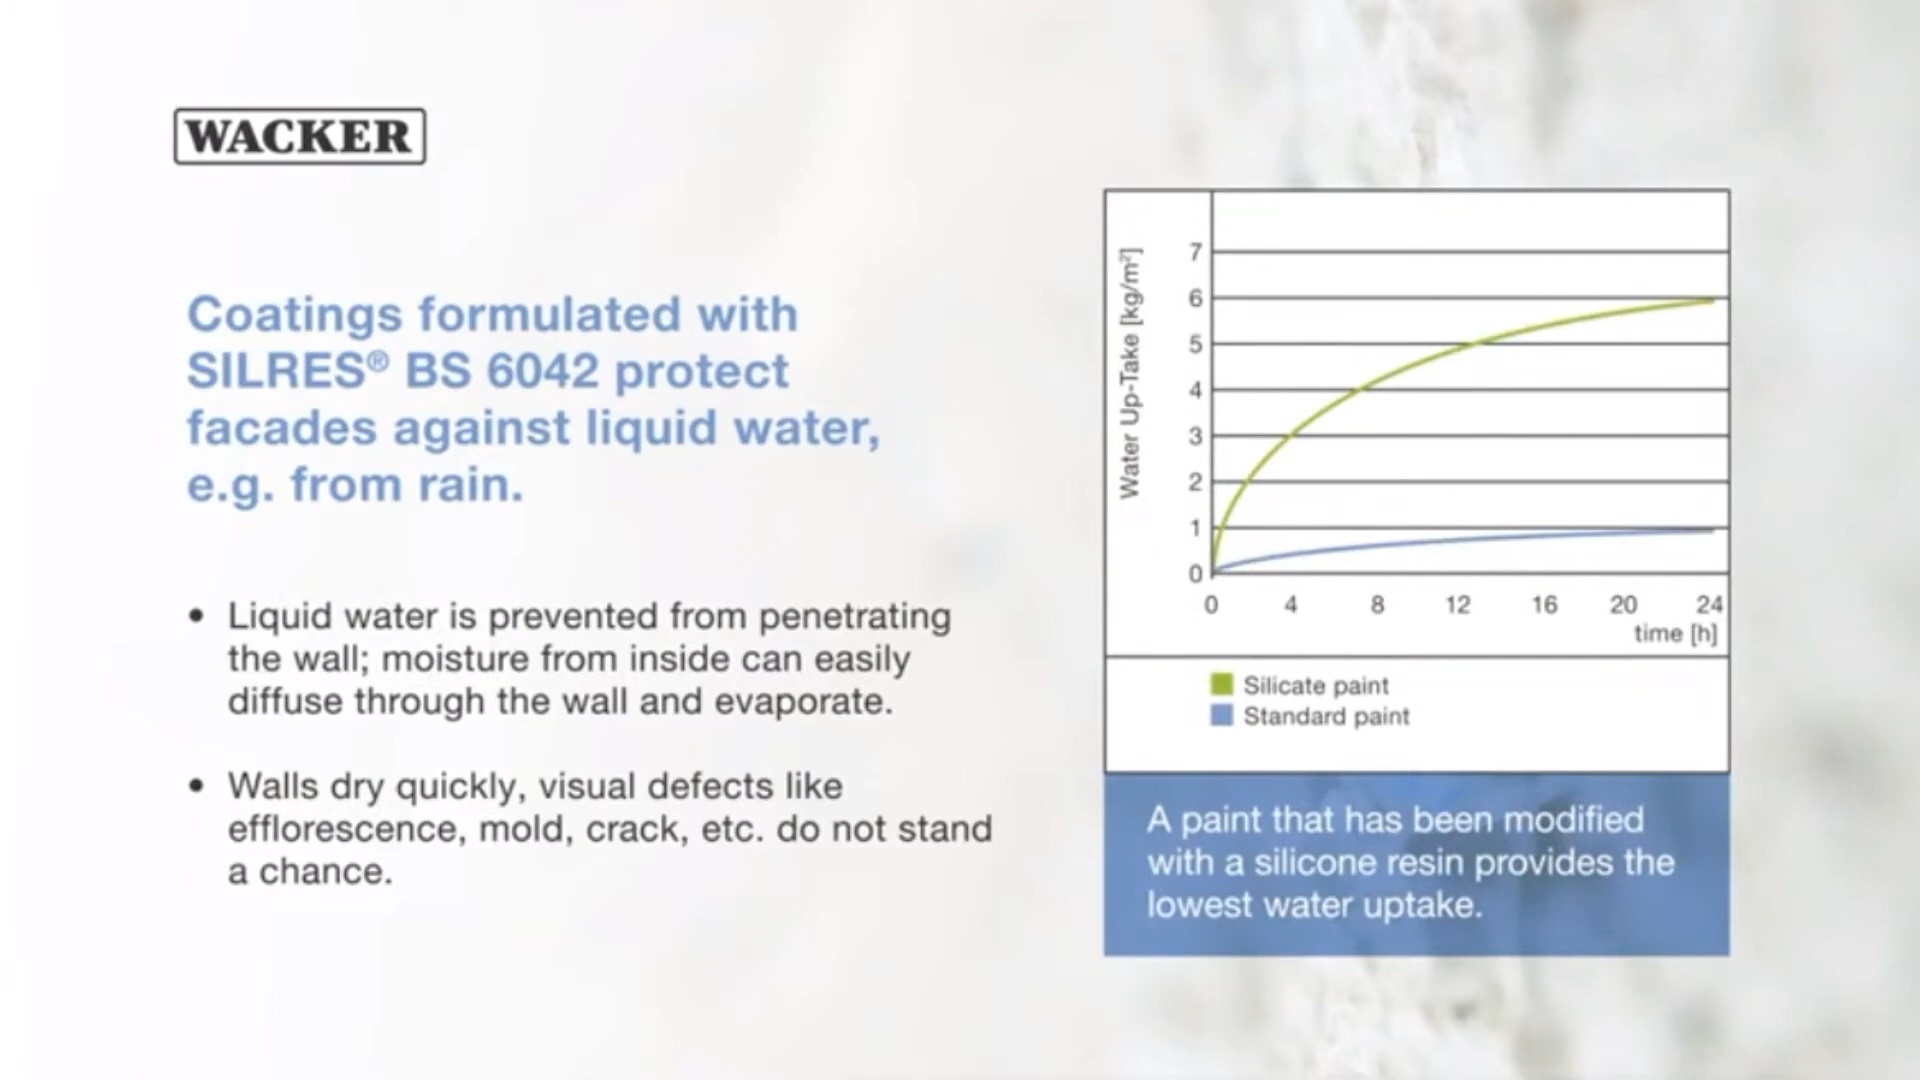 WACKER
Coatings formulated with
SILRES® BS 6042 protect
facades against liquid water,
e.g. from rain.
• Liquid water is prevented from penetrating
the wall; moisture from inside can easily
diffuse through the wall and evaporate.
• Walls dry quickly, visual defects like
efflorescence, mold, crack, etc. do not stand
a chance.
Water Up-Take [kg/m²]
7
6
5
4
3
2
1
0
0 4 8 12 16 20 24
time [h]
Silicate paint
Standard paint
A paint that has been modified
with a silicone resin provides the
lowest water uptake.